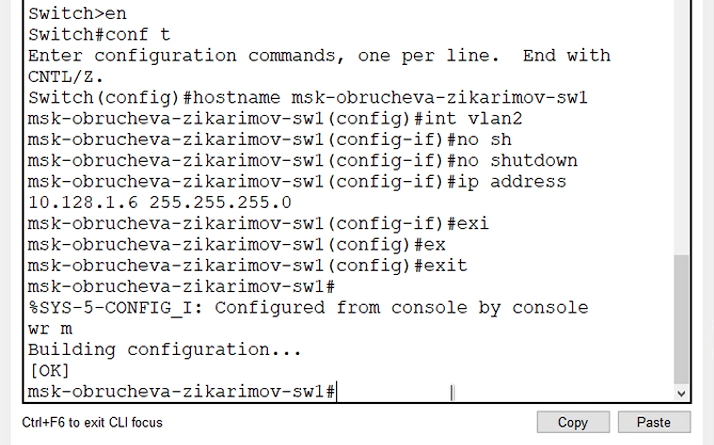 Switch>en
Switch#conf t
Enter configuration commands, one per line.  End with
CNTL/Z.
Switch(config)#hostname msk-obrucheva-zikarimov-sw1
msk-obrucheva-zikarimov-sw1(config)#int vlan2
msk-obrucheva-zikarimov-sw1(config-if)#no sh
msk-obrucheva-zikarimov-sw1(config-if)#no shutdown
msk-obrucheva-zikarimov-sw1(config-if)#ip address
10.128.1.6 255.255.255.0
msk-obrucheva-zikarimov-sw1(config-if)#exi
msk-obrucheva-zikarimov-sw1(config)#ex
msk-obrucheva-zikarimov-sw1(config)#exit
msk-obrucheva-zikarimov-sw1#
%SYS-5-CONFIG_I: Configured from console by console
wr m
Building configuration...
[OK]
msk-obrucheva-zikarimov-sw1#
Ctrl+F6 to exit CLI focus
Copy
Paste